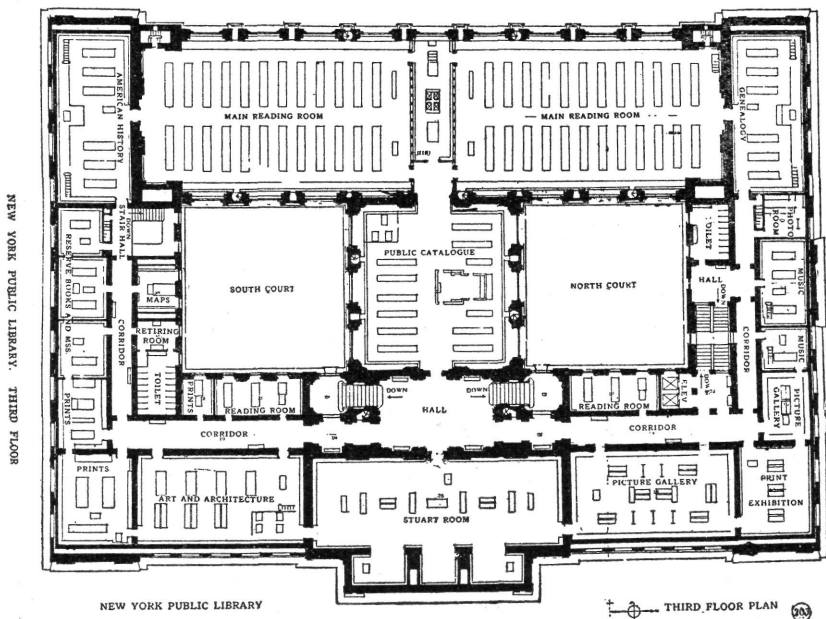 AMERICAN HISTORY
MAIN READING ROOM
MAIN READING ROOM
GENEALOGY
DOWN
STAIR HALL
TOILET
PHOTO
ROOM
RESERVE BOOKS AND MSS.
PUBLIC CATALOGUE
SOUTH COURT
NORTH COURT
MAPS
HALL
DOWN
MUSIC
CORRIDOR
RETIRING
ROOM
CORRIDOR
MUSIC
TOILET
PRINTS
PRINTS
READING ROOM
DOWN
HALL
DOWN
READING ROOM
ELEV
DOWN
PICTURE
GALLERY
CORRIDOR
CORRIDOR
PRINTS
ART AND ARCHITECTURE
STUART ROOM
PICTURE GALLERY
PRINT
EXHIBITION
NEW YORK PUBLIC LIBRARY. THIRD FLOOR
NEW YORK PUBLIC LIBRARY
THIRD FLOOR PLAN
203